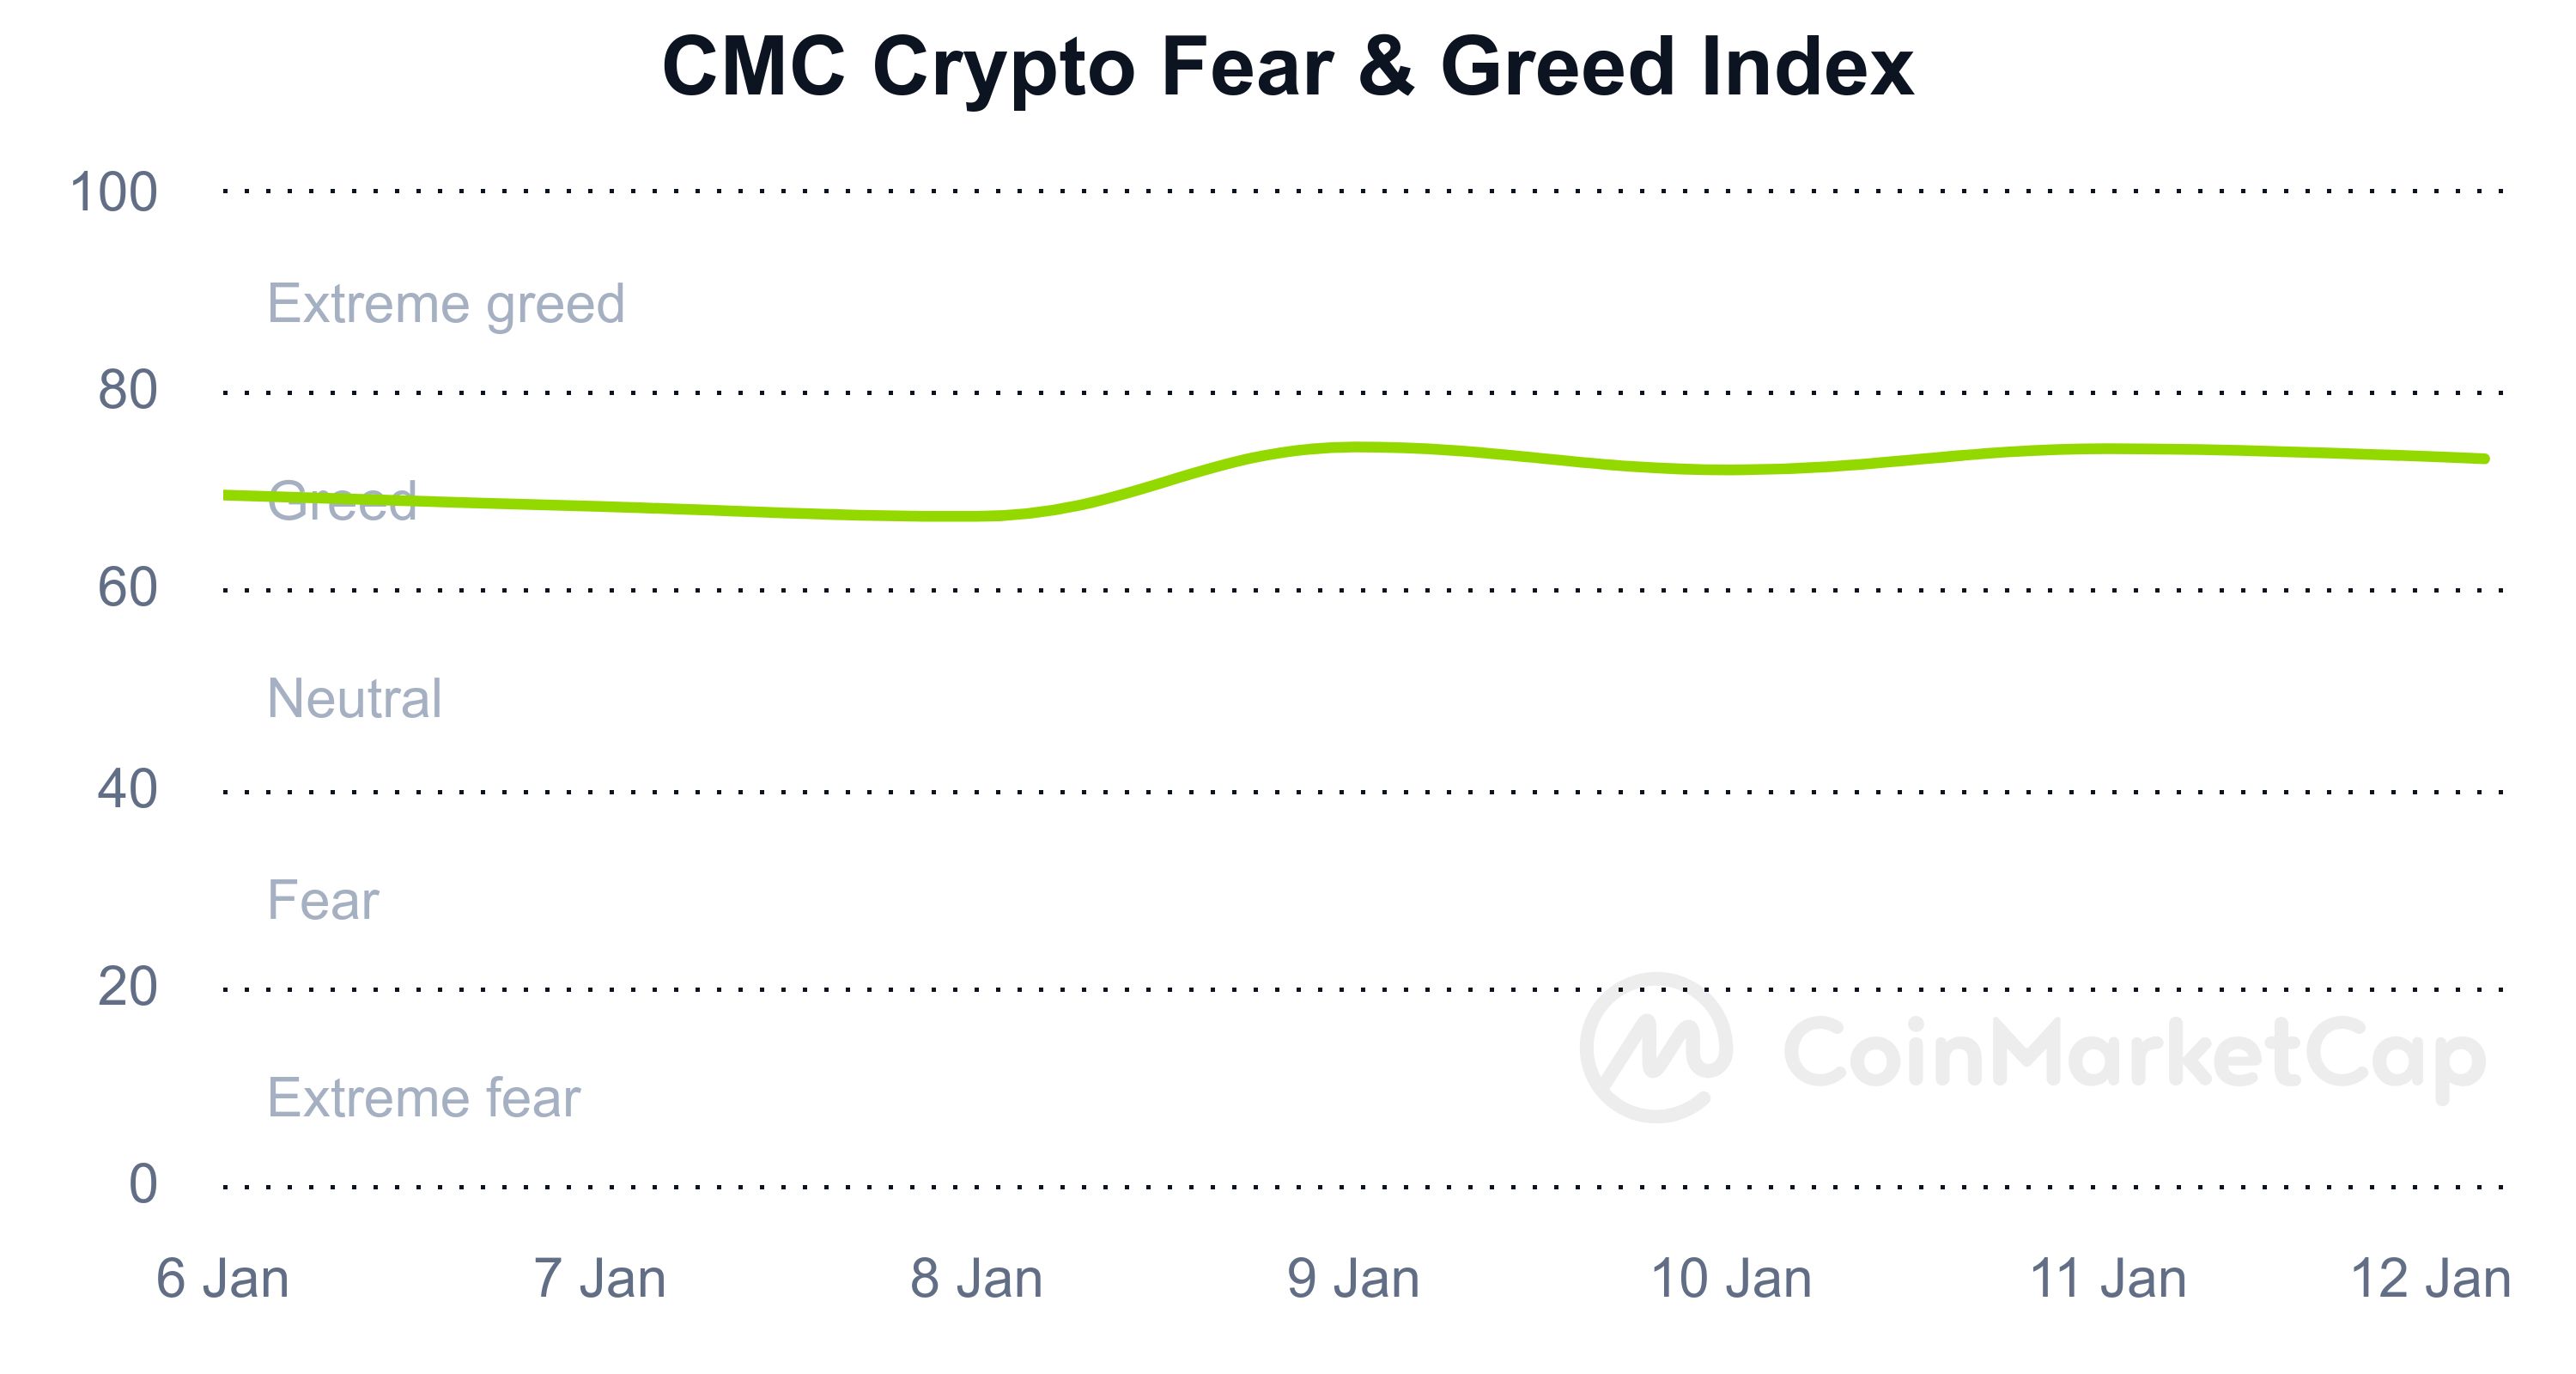 CMC Crypto Fear & Greed Index
100
Extreme greed
80
Greed
60
Neutral
40
Fear
20
CoinMarketCap
Extreme fear
0
6 Jan 7 Jan 8 Jan 9 Jan 10 Jan 11 Jan 12 Jan